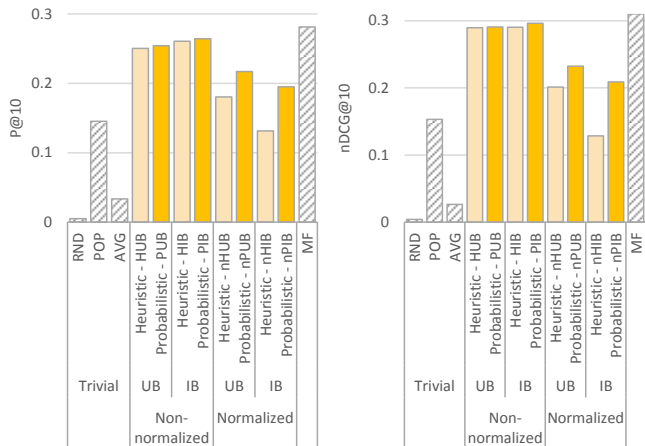 0.3
0.2
0.1
0
P@10
RND
POP
AVG
Heuristic - HUB
Probabilistic - PUB
Heuristic - HIB
Probabilistic - PIB
Heuristic - nHUB
Probabilistic - nPUB
Heuristic - nHIB
Probabilistic - nPIB
MF
Trivial
UB
IB
UB
IB
Non-
normalized
Normalized
0.3
0.2
0.1
0
nDCG@10
RND
POP
AVG
Heuristic - HUB
Probabilistic - PUB
Heuristic - HIB
Probabilistic - PIB
Heuristic - nHUB
Probabilistic - nPUB
Heuristic - nHIB
Probabilistic - nPIB
MF
Trivial
UB
IB
UB
IB
Non-
normalized
Normalized